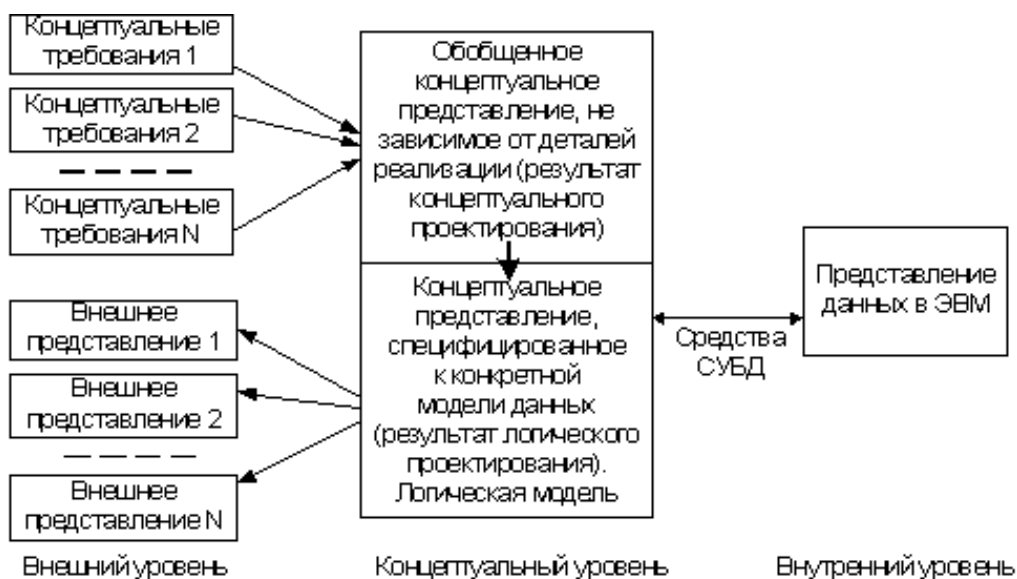 Концептуальные
требования 1
Концептуальные
требования 2
Концептуальные
требования N
Внешнее
представление 1
Внешнее
представление 2
Внешнее
представление N
Внешний уровень
Обобщенное
концептуальное
представление, не
зависимое от деталей
реализации (результат
концептуального
проектирования)
Концептуальное
представление,
специфицированное
к конкретной
модели данных
(результат логического
проектирования).
Логическая модель
Концептуальный уровень
Средства
СУБД
Представление
данных в ЭВМ
Внутренний уровень